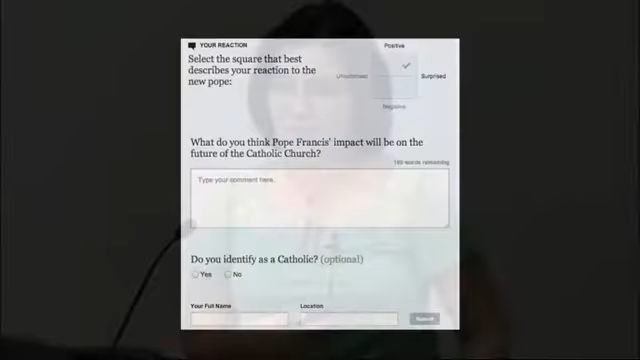 YOUR REACTION
Select the square that best
describes your reaction to the
new pope:
Positive
Unsurprised
Surprised
Negative
What do you think Pope Francis' impact will be on the
future of the Catholic Church?
words remaining
Type your comment here.
Do you identify as a Catholic? (optional)
Yes No
Your Full Name
Location
Submit